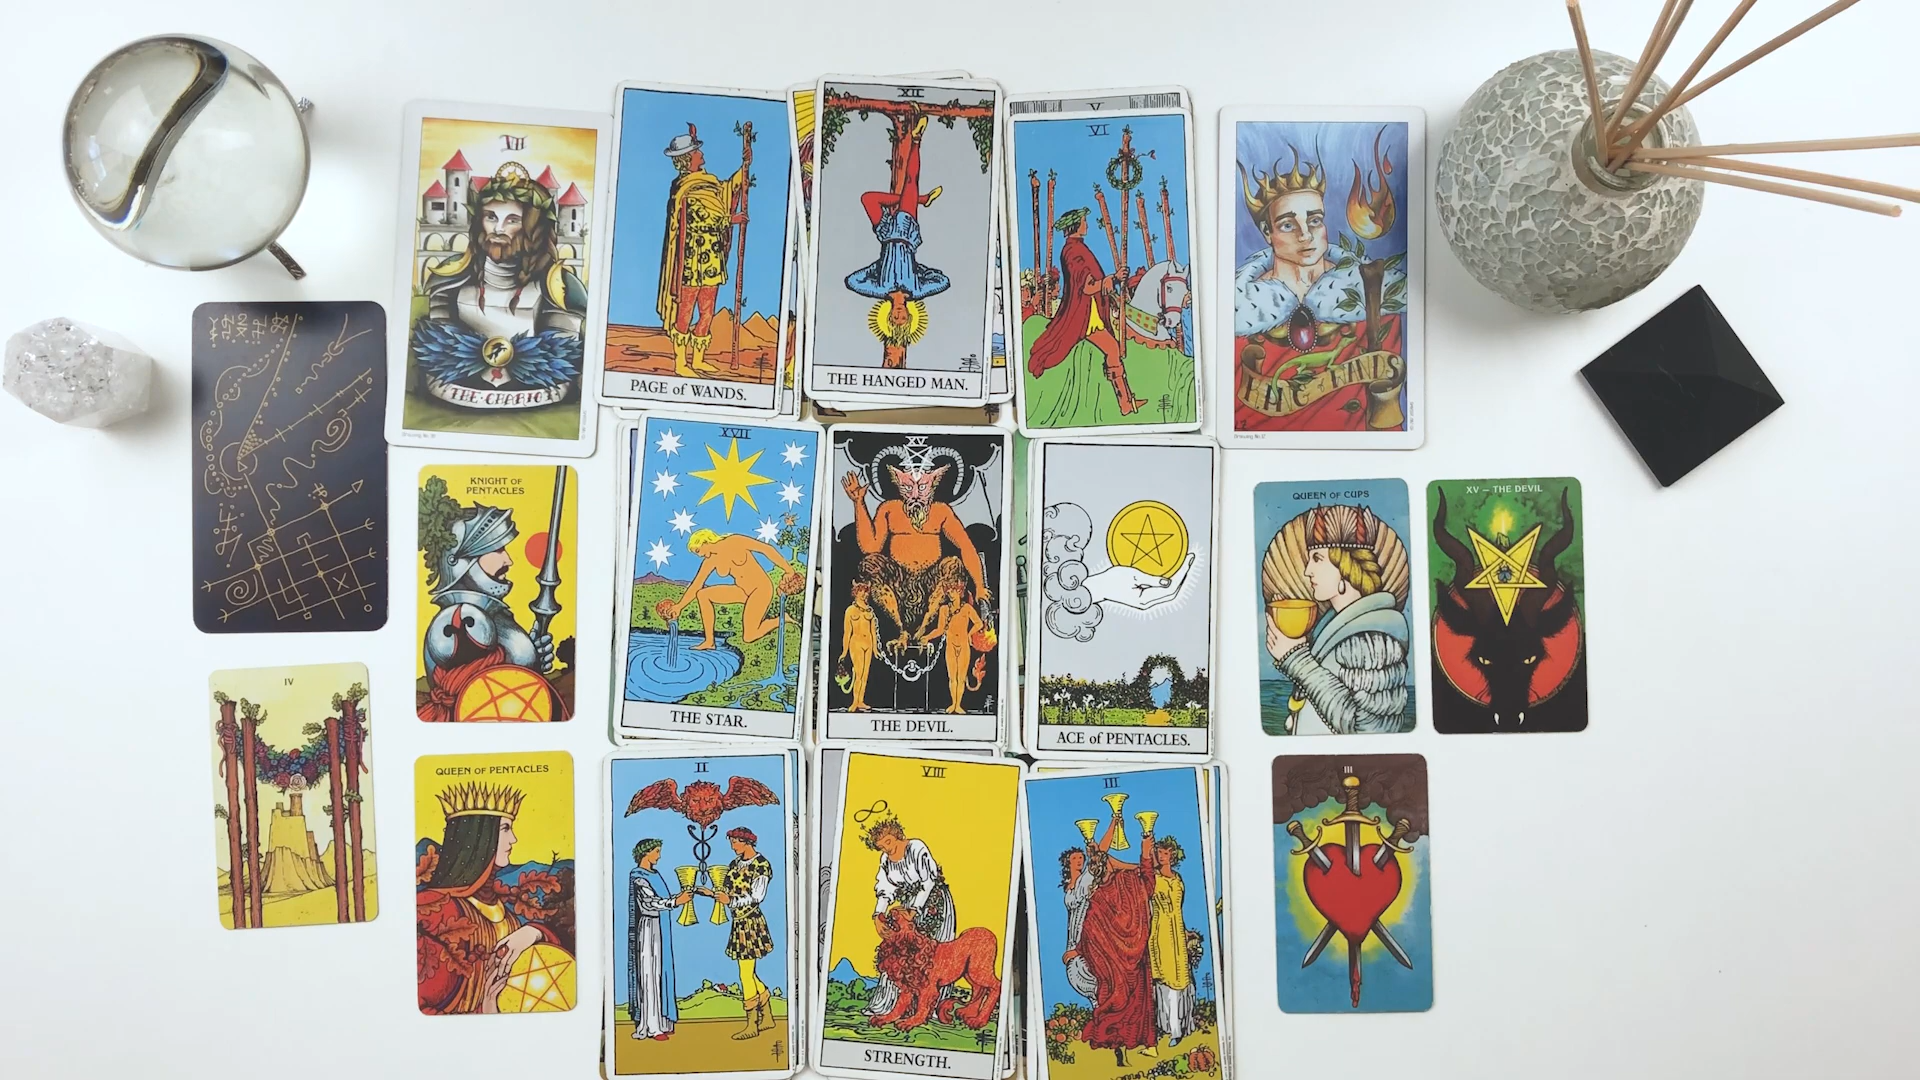 VII
THE·CHARIOT
PAGE of WANDS.
XII
THE HANGED MAN.
V
VI
KING OF WANDS
KNIGHT OF
PENTACLES
XVII
THE STAR.
XV
THE DEVIL.
ACE of PENTACLES.
QUEEN OF CUPS
XV — THE DEVIL
IV
QUEEN OF PENTACLES
II
VIII
STRENGTH.
III
III